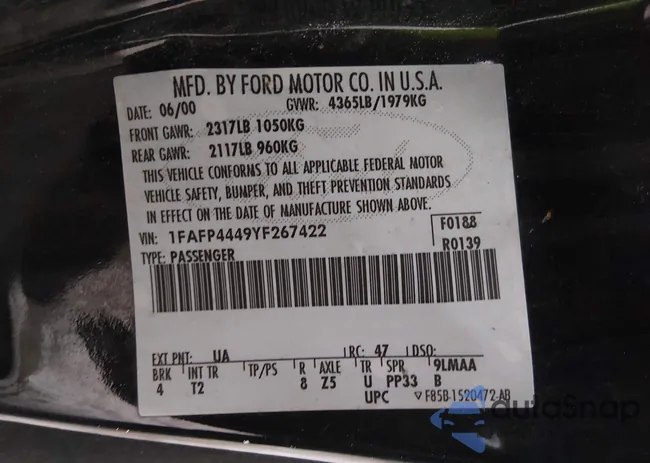 MFD. BY FORD MOTOR CO. IN U.S.A.
DATE: 06/00 GVWR: 4365LB/1979KG
FRONT GAWR: 2317LB 1050KG
REAR GAWR: 2117LB 960KG
THIS VEHICLE CONFORMS TO ALL APPLICABLE FEDERAL MOTOR
VEHICLE SAFETY, BUMPER, AND THEFT PREVENTION STANDARDS
IN EFFECT ON THE DATE OF MANUFACTURE SHOWN ABOVE.
VIN: 1FAFP4449YF267422 F0188
TYPE: PASSENGER R0139
EXT PNT: UA RC: 47 DSO:
BRK INT TR TP/PS R AXLE TR SPR 9LMAA
4 T2 8 Z5 U PP33 B
UPC ▽ F85B-1520472-AB
autoSnap